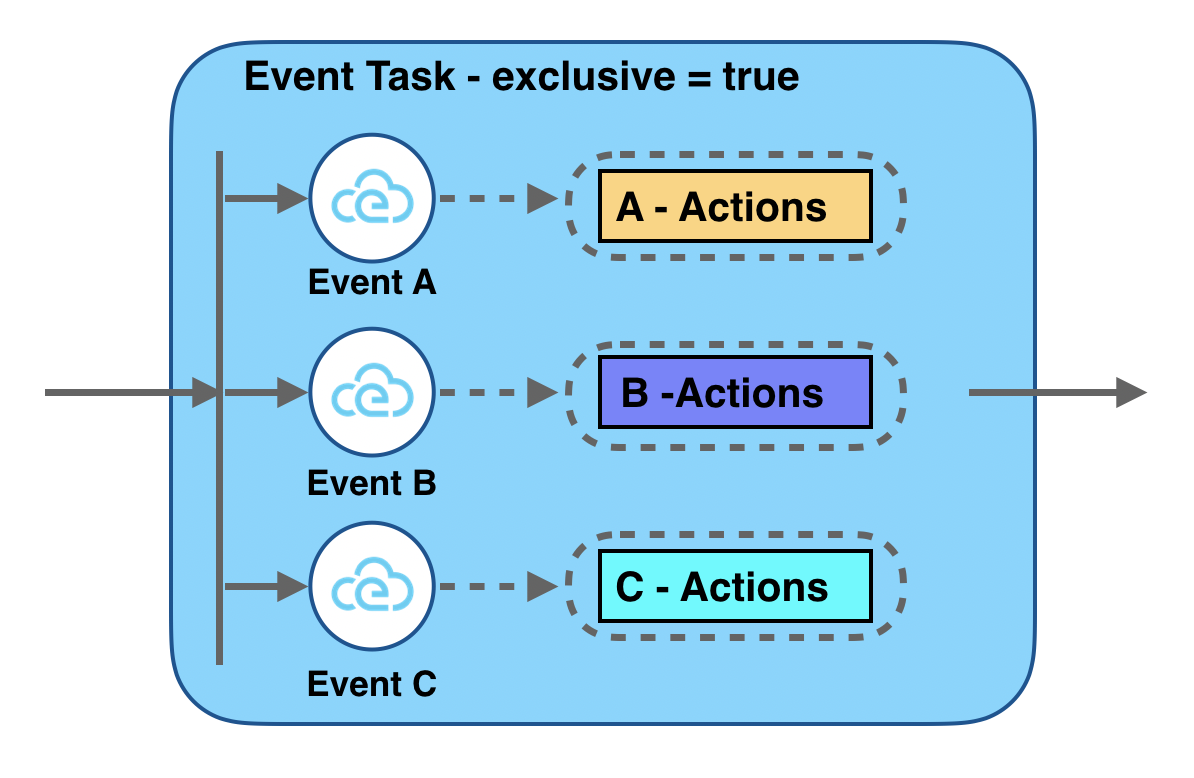 Event Task - exclusive = true
Event A
A - Actions
Event B
B -Actions
Event C
C - Actions